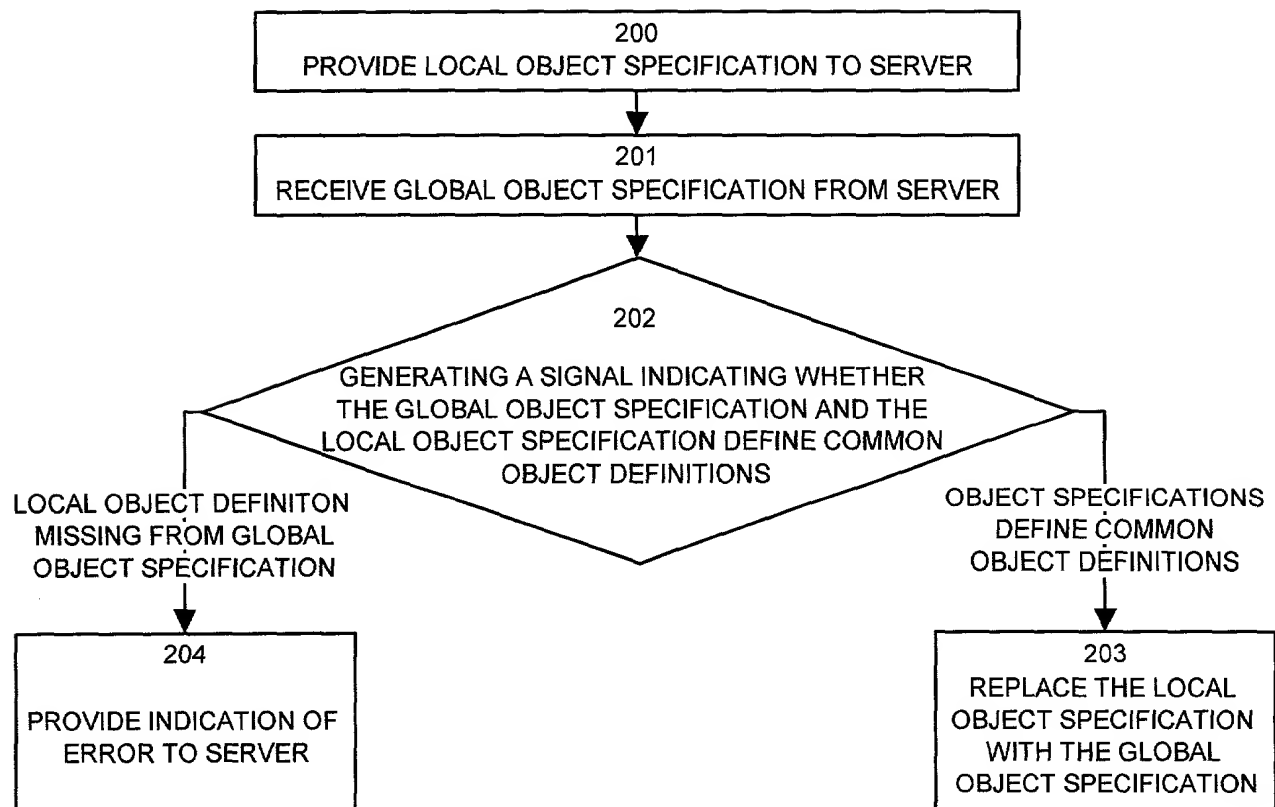 200
PROVIDE LOCAL OBJECT SPECIFICATION TO SERVER
201
RECEIVE GLOBAL OBJECT SPECIFICATION FROM SERVER
202
GENERATING A SIGNAL INDICATING WHETHER
THE GLOBAL OBJECT SPECIFICATION AND THE
LOCAL OBJECT SPECIFICATION DEFINE COMMON
OBJECT DEFINITIONS
LOCAL OBJECT DEFINITON
MISSING FROM GLOBAL
OBJECT SPECIFICATION
OBJECT SPECIFICATIONS
DEFINE COMMON
OBJECT DEFINITIONS
204
PROVIDE INDICATION OF
ERROR TO SERVER
203
REPLACE THE LOCAL
OBJECT SPECIFICATION
WITH THE GLOBAL
OBJECT SPECIFICATION